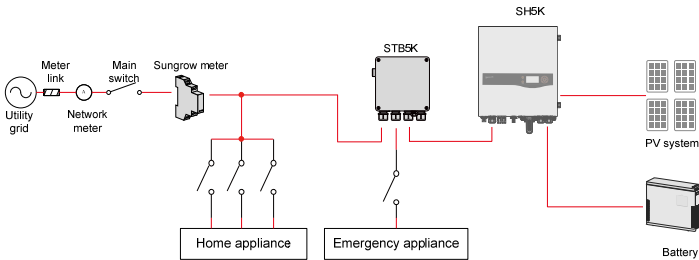 SH5K
STB5K
Meter
link
Main
switch
Sungrow meter
A
Utility
grid
Network
meter
PV system
Home appliance
Emergency appliance
Battery